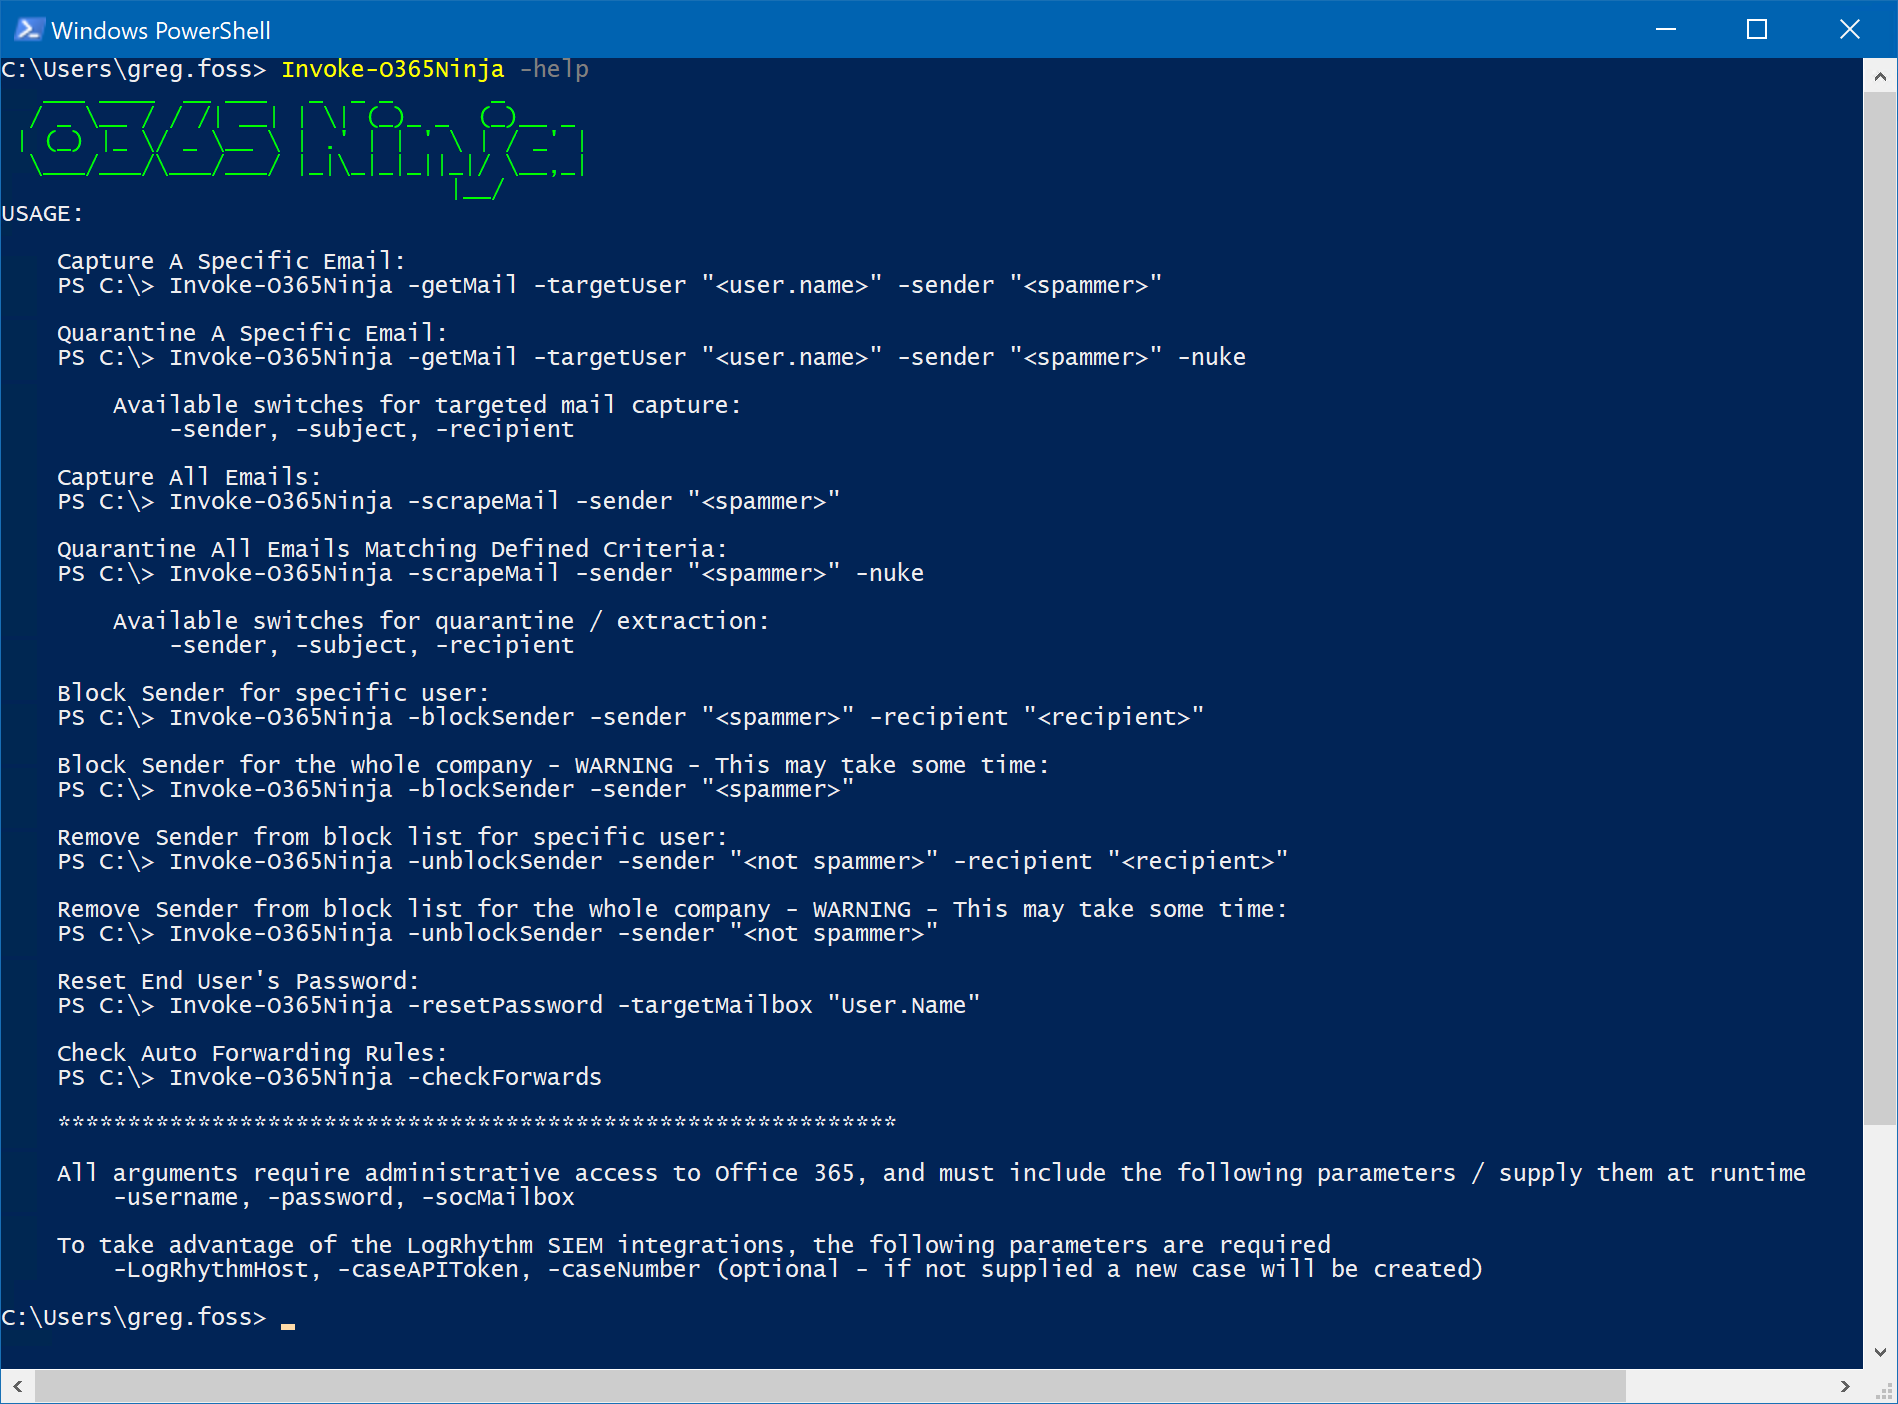 Windows PowerShell
C:\Users\greg.foss> Invoke-O365Ninja -help
O365 Ninja
USAGE:
Capture A Specific Email:
PS C:\> Invoke-O365Ninja -getMail -targetUser "<user.name>" -sender "<spammer>"
Quarantine A Specific Email:
PS C:\> Invoke-O365Ninja -getMail -targetUser "<user.name>" -sender "<spammer>" -nuke
Available switches for targeted mail capture:
-sender, -subject, -recipient
Capture All Emails:
PS C:\> Invoke-O365Ninja -scrapeMail -sender "<spammer>"
Quarantine All Emails Matching Defined Criteria:
PS C:\> Invoke-O365Ninja -scrapeMail -sender "<spammer>" -nuke
Available switches for quarantine / extraction:
-sender, -subject, -recipient
Block Sender for specific user:
PS C:\> Invoke-O365Ninja -blockSender -sender "<spammer>" -recipient "<recipient>"
Block Sender for the whole company - WARNING - This may take some time:
PS C:\> Invoke-O365Ninja -blockSender -sender "<spammer>"
Remove Sender from block list for specific user:
PS C:\> Invoke-O365Ninja -unblockSender -sender "<not spammer>" -recipient "<recipient>"
Remove Sender from block list for the whole company - WARNING - This may take some time:
PS C:\> Invoke-O365Ninja -unblockSender -sender "<not spammer>"
Reset End User's Password:
PS C:\> Invoke-O365Ninja -resetPassword -targetMailbox "User.Name"
Check Auto Forwarding Rules:
PS C:\> Invoke-O365Ninja -checkForwards
************************************************************
All arguments require administrative access to Office 365, and must include the following parameters / supply them at runtime
-username, -password, -socMailbox
To take advantage of the LogRhythm SIEM integrations, the following parameters are required
-LogRhythmHost, -caseAPIToken, -caseNumber (optional - if not supplied a new case will be created)
C:\Users\greg.foss> _